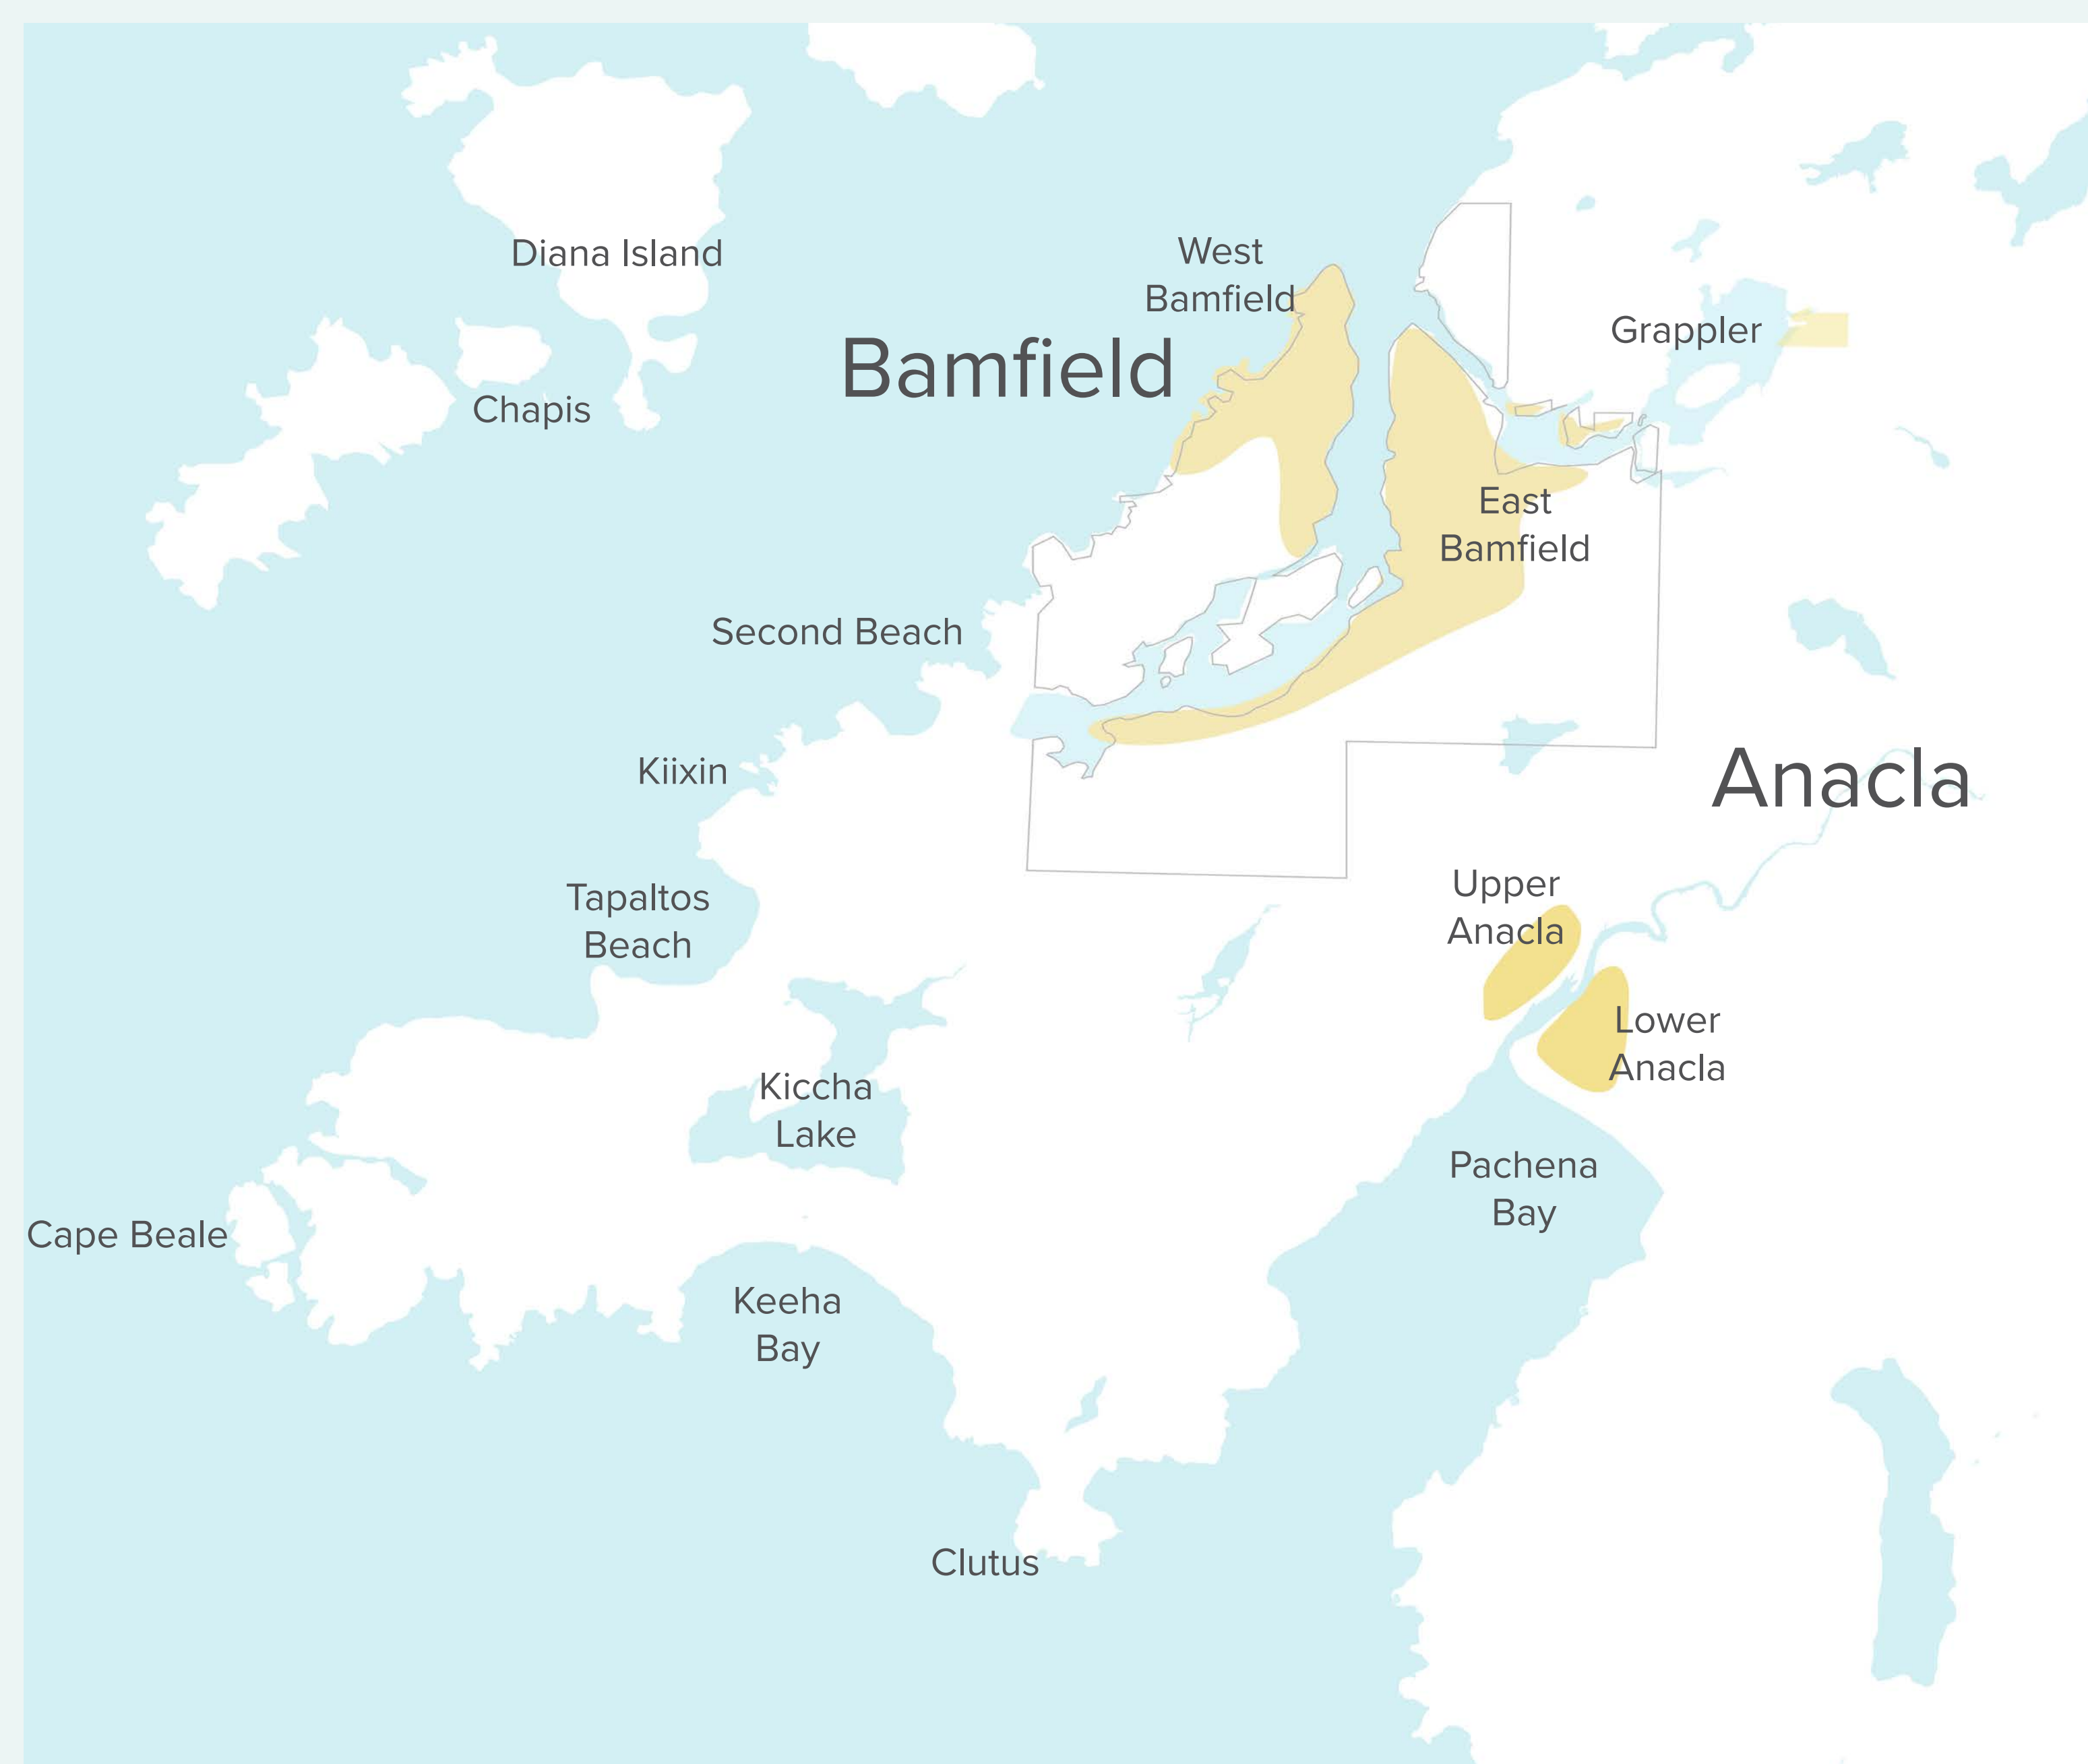 Diana Island
West
Bamfield
Bamfield
Grappler
Chapis
East
Bamfield
Second Beach
Kiixin
Anacla
Tapaltos
Beach
Upper
Anacla
Lower
Anacla
Kiccha
Lake
Pachena
Bay
Cape Beale
Keeha
Bay
Clutus